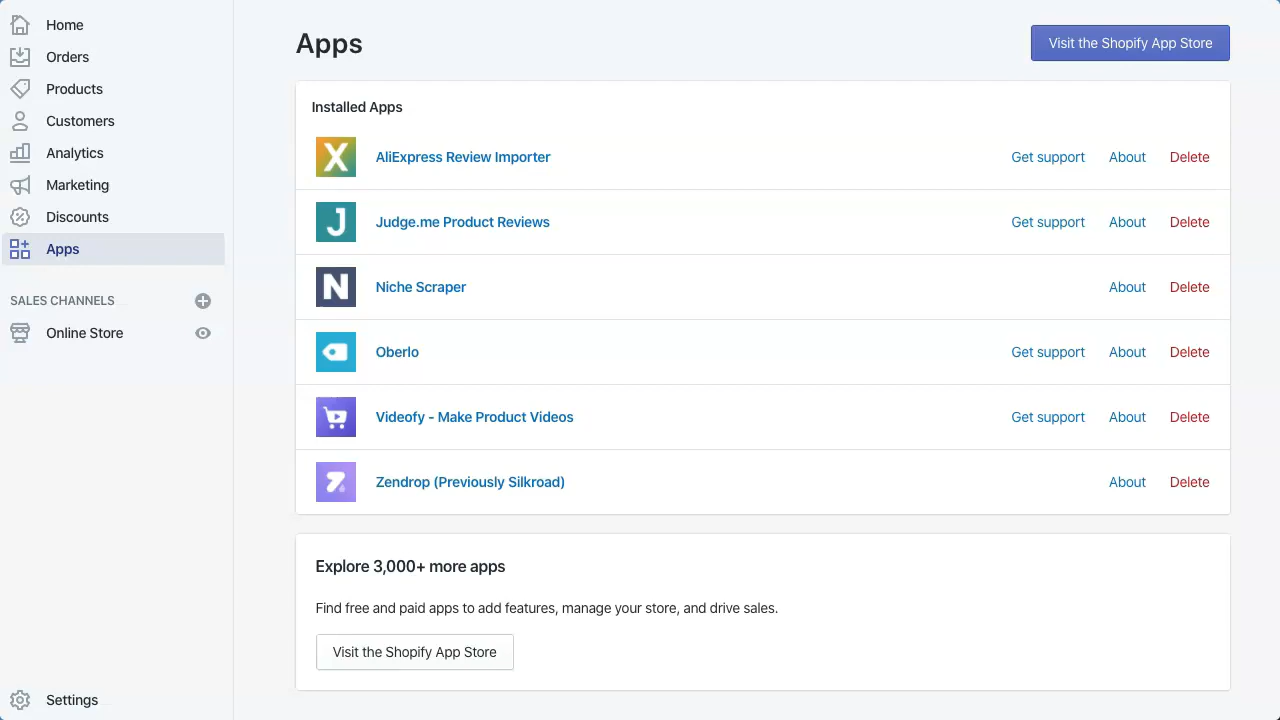 Home
Orders
Products
Customers
Analytics
Marketing
Discounts
Apps
SALES CHANNELS
Online Store
Settings
Apps
Visit the Shopify App Store
Installed Apps
X AliExpress Review Importer Get support About Delete
J Judge.me Product Reviews Get support About Delete
N Niche Scraper About Delete
Oberlo Get support About Delete
Videofy - Make Product Videos Get support About Delete
Zendrop (Previously Silkroad) About Delete
Explore 3,000+ more apps
Find free and paid apps to add features, manage your store, and drive sales.
Visit the Shopify App Store